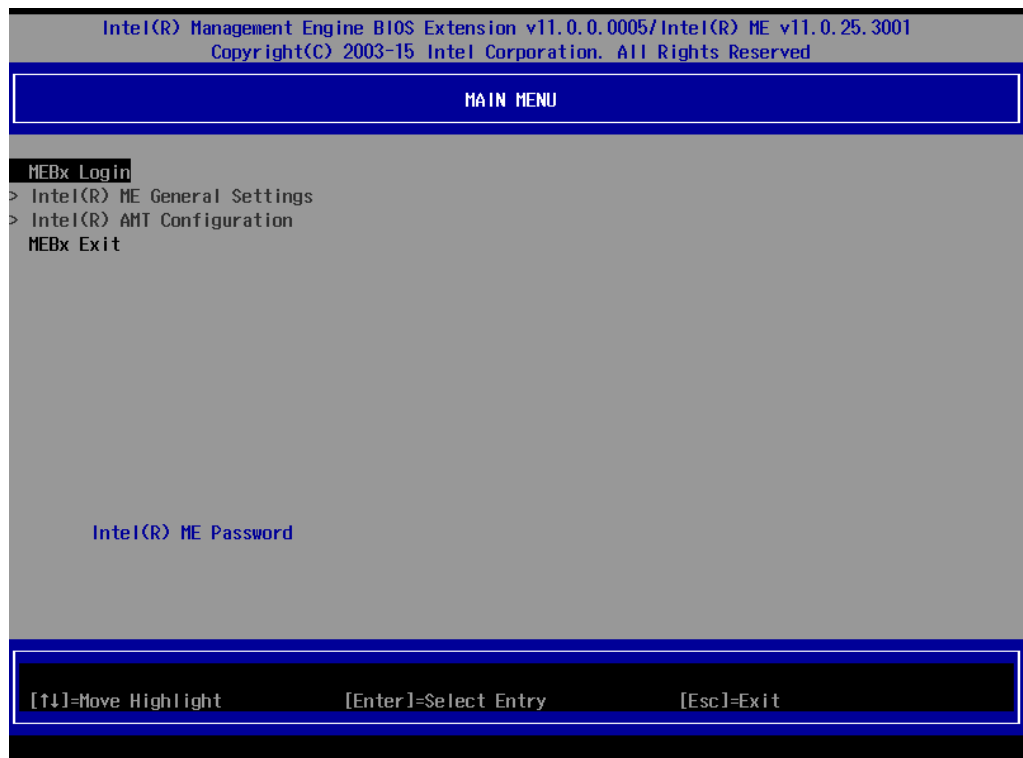 Intel(R) Management Engine BIOS Extension v11.0.0.0005/Intel(R) ME v11.0.25.3001
Copyright(C) 2003-15 Intel Corporation. All Rights Reserved
MAIN MENU
MEBx Login
> Intel(R) ME General Settings
> Intel(R) AMT Configuration
MEBx Exit
Intel(R) ME Password
[↑↓]=Move Highlight [Enter]=Select Entry [Esc]=Exit